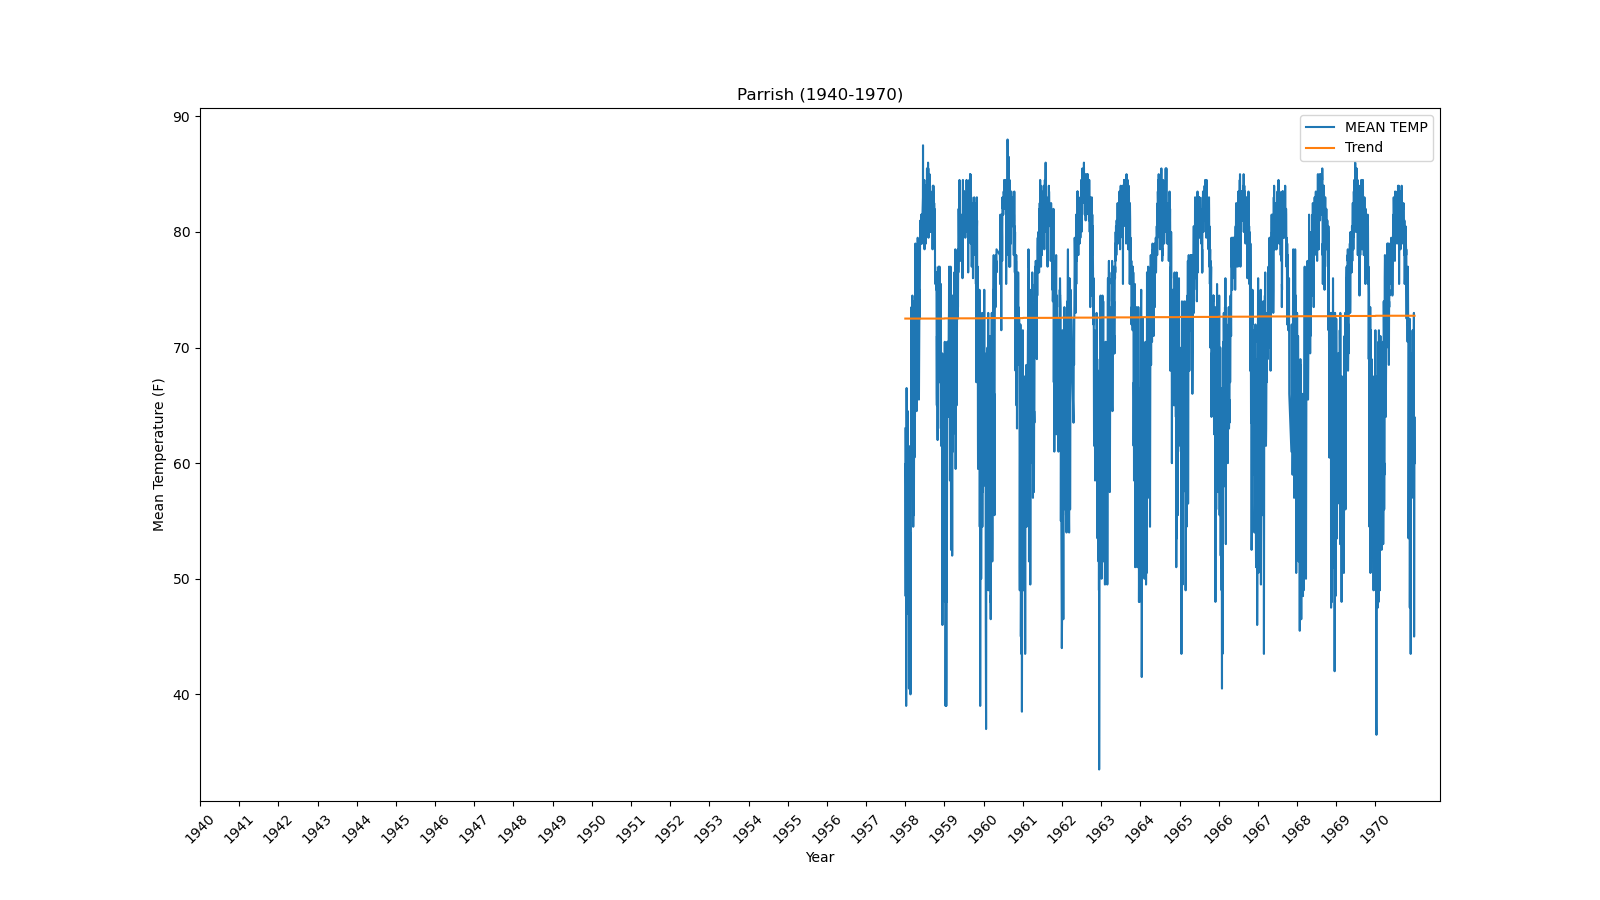 Parrish (1940-1970)
MEAN TEMP
Trend
90
80
70
60
50
40
Mean Temperature (F)
1940 1941 1942 1943 1944 1945 1946 1947 1948 1949 1950 1951 1952 1953 1954 1955 1956 1957 1958 1959 1960 1961 1962 1963 1964 1965 1966 1967 1968 1969 1970
Year